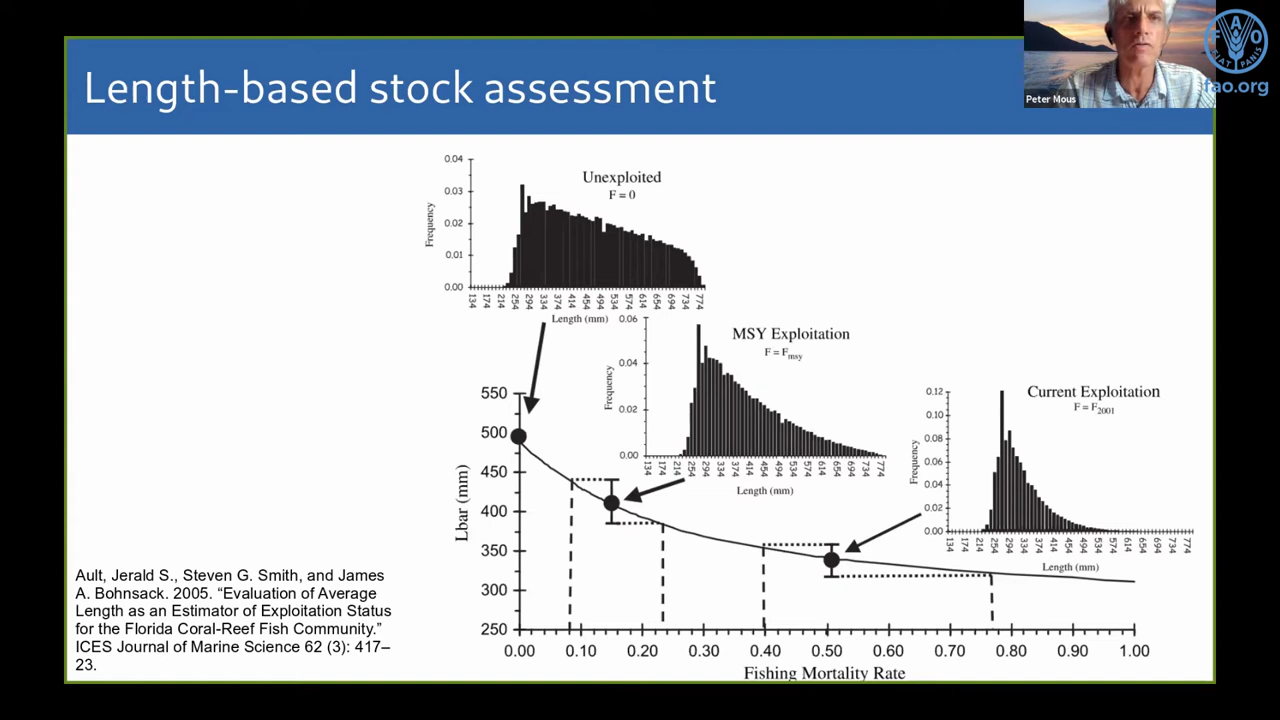 Length-based stock assessment
Peter Mous
FAO
FIAT PANIS
fao.org
Unexploited
F = 0
Frequency
0.04
0.03
0.02
0.01
0.00
134 174 214 254 294 334 374 414 454 494 534 574 614 654 694 734 774
Length (mm)
MSY Exploitation
F = Fmsy
Frequency
0.06
0.04
0.02
0.00
134 174 214 254 294 334 374 414 454 494 534 574 614 654 694 734 774
Length (mm)
Current Exploitation
F = F2001
Frequency
0.12
0.10
0.08
0.06
0.04
0.02
0.00
134 174 214 254 294 334 374 414 454 494 534 574 614 654 694 734 774
Length (mm)
Lbar (mm)
550
500
450
400
350
300
250
0.00 0.10 0.20 0.30 0.40 0.50 0.60 0.70 0.80 0.90 1.00
Fishing Mortality Rate
Ault, Jerald S., Steven G. Smith, and James
A. Bohnsack. 2005. “Evaluation of Average
Length as an Estimator of Exploitation Status
for the Florida Coral-Reef Fish Community.”
ICES Journal of Marine Science 62 (3): 417–
23.